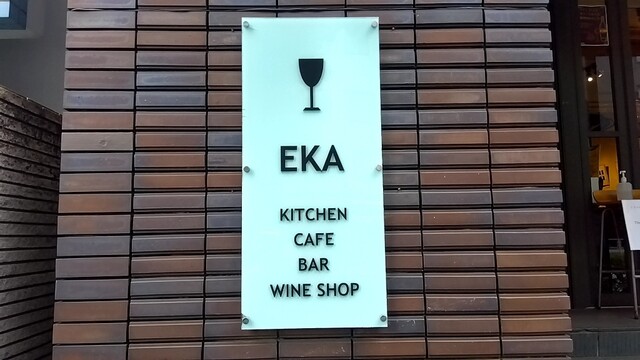 EKA
KITCHEN
CAFE
BAR
WINE SHOP